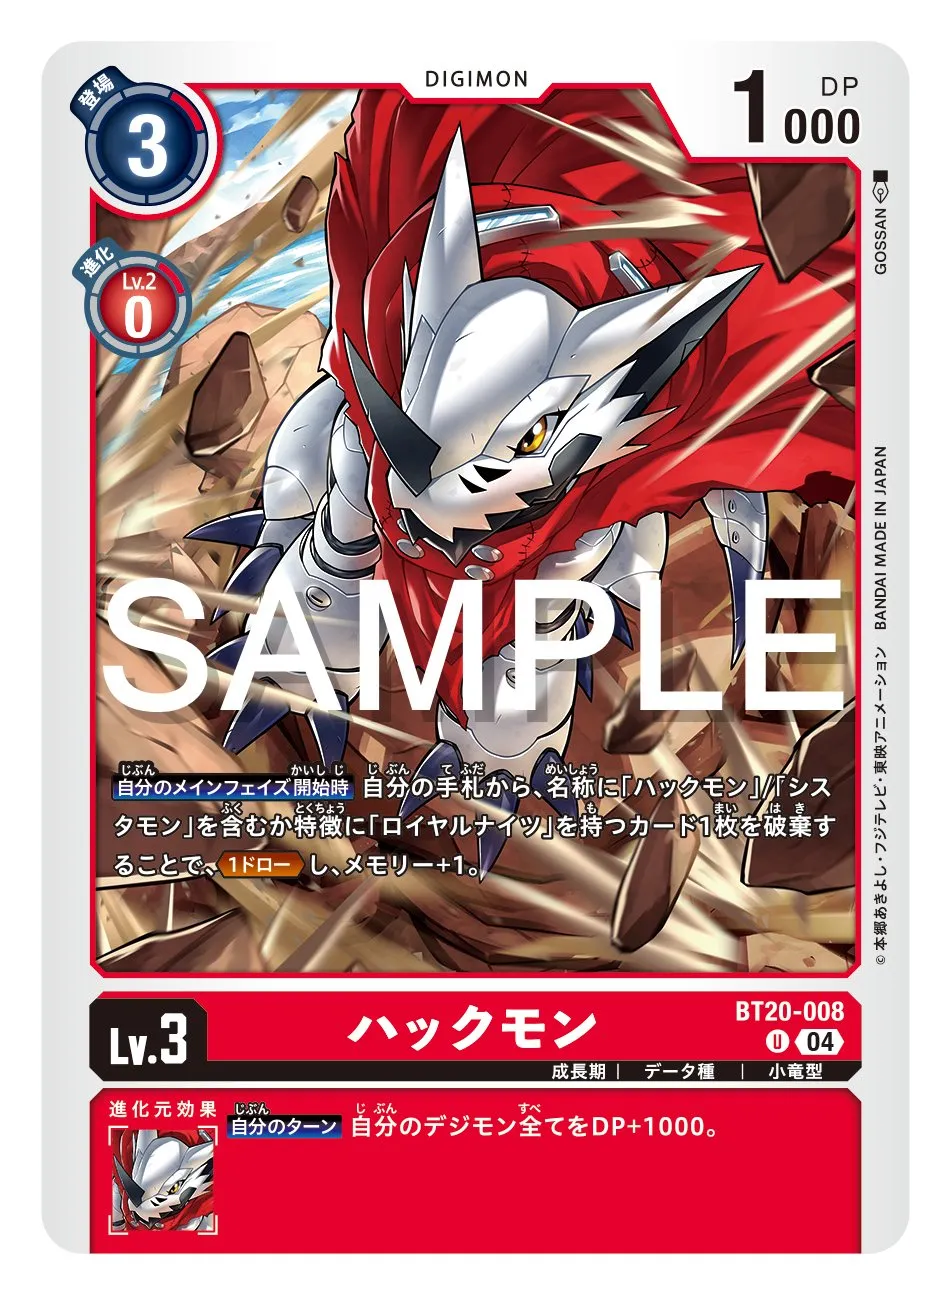 DIGIMON
登場
3
1000
DP
進化
Lv.2
0
GOSSAN
BANDAI MADE IN JAPAN
©本郷あきよし・フジテレビ・東映アニメーション
SAMPLE
自分のメインフェイズ開始時 自分の手札から、名称に「ハックモン」/「シス
タモン」を含むか特徴に「ロイヤルナイツ」を持つカード1枚を破棄す
ることで、1ドローし、メモリー+1。
Lv.3
ハックモン
BT20-008
U 04
成長期 | データ種 | 小竜型
進化元効果
自分のターン 自分のデジモン全てをDP+1000。